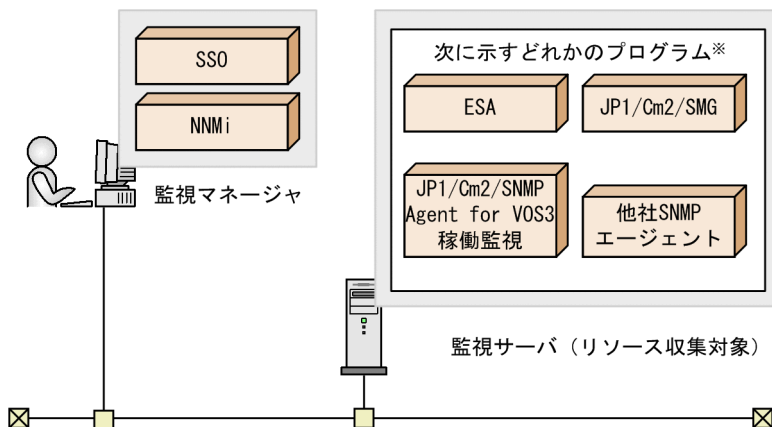 SSO
NNMi
監視マネージャ
次に示すどれかのプログラム※
ESA
JP1/Cm2/SMG
JP1/Cm2/SNMP
Agent for VOS3
稼働監視
他社SNMP
エージェント
監視サーバ（リソース収集対象）